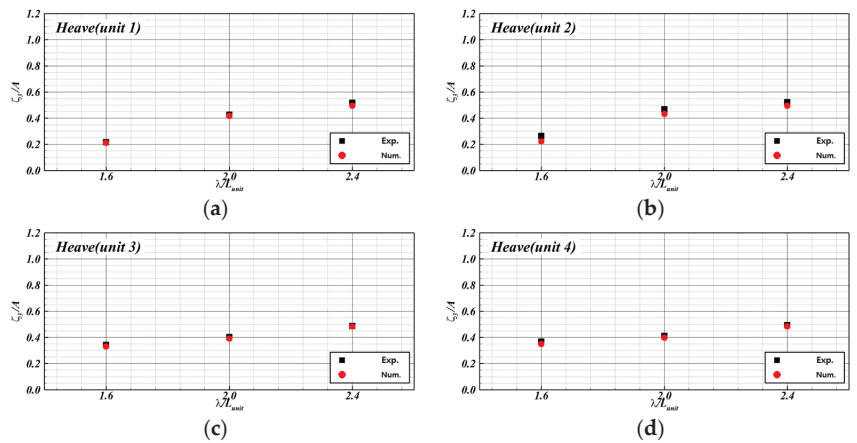 Heave(unit 1)
ζ3/A
1.2
1.0
0.8
0.6
0.4
0.2
0.0
1.6
2.0
2.4
λ/Lunit
Exp.
Num.
(a)
Heave(unit 2)
ζ3/A
1.2
1.0
0.8
0.6
0.4
0.2
0.0
1.6
2.0
2.4
λ/Lunit
Exp.
Num.
(b)
Heave(unit 3)
ζ3/A
1.2
1.0
0.8
0.6
0.4
0.2
0.0
1.6
2.0
2.4
λ/Lunit
Exp.
Num.
(c)
Heave(unit 4)
ζ3/A
1.2
1.0
0.8
0.6
0.4
0.2
0.0
1.6
2.0
2.4
λ/Lunit
Exp.
Num.
(d)